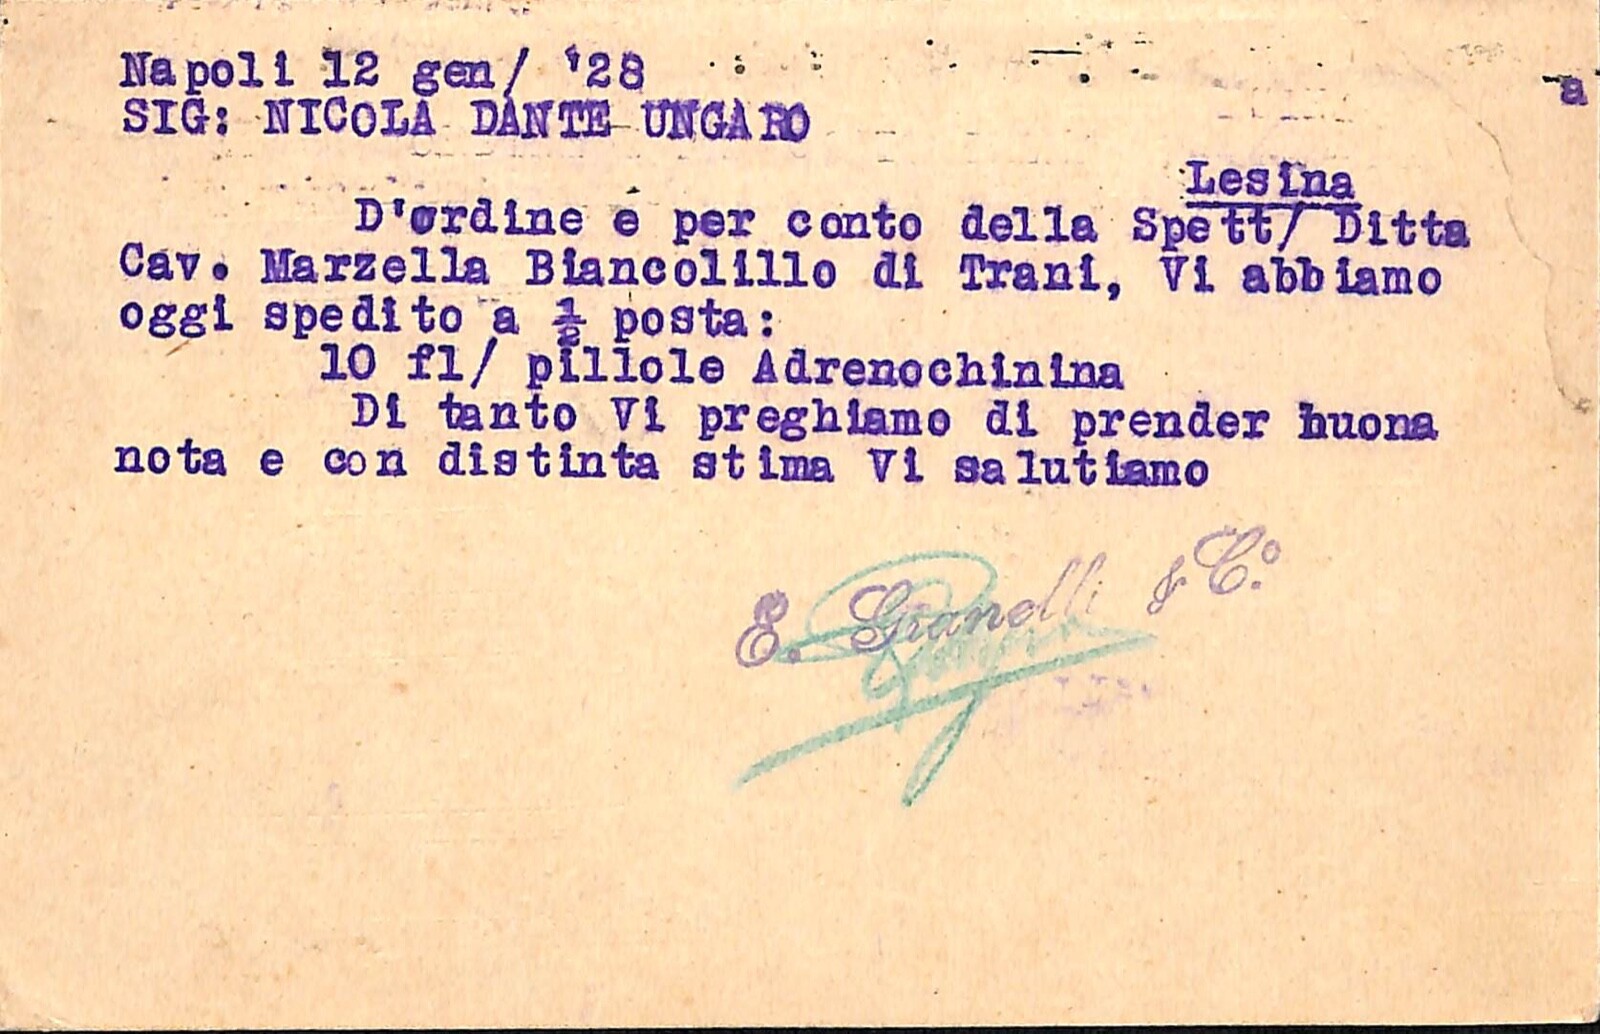 Napoli 12 gen/ '28
a
SIG: NICOLA DANTE UNGARO
Lesina
D'ordine e per conto della Spett/ Ditta
Cav. Marzella Biancolillo di Trani, Vi abbiamo
oggi spedito a ½ posta:
10 fl/ pillole Adrenochinina
Di tanto Vi preghiamo di prender buona
nota e con distinta stima Vi salutiamo
E. Granelli & C.º